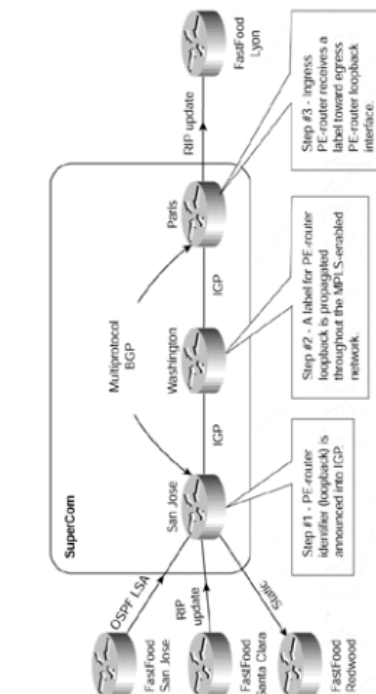 SuperCom
Multiprotocol
BGP
San Jose
Washington
Paris
IGP
IGP
OSPF LSA
RIP
update
Static
RIP update
FastFood
San Jose
FastFood
Santa Clara
FastFood
Redwood
FastFood
Lyon
Step #1 - PE-router
identifier (loopback) is
announced into IGP.
Step #2 - A label for PE-router
loopback is propagated
throughout the MPLS-enabled
network.
Step #3 - Ingress
PE-router receives a
label toward egress
PE-router loopback
interface.